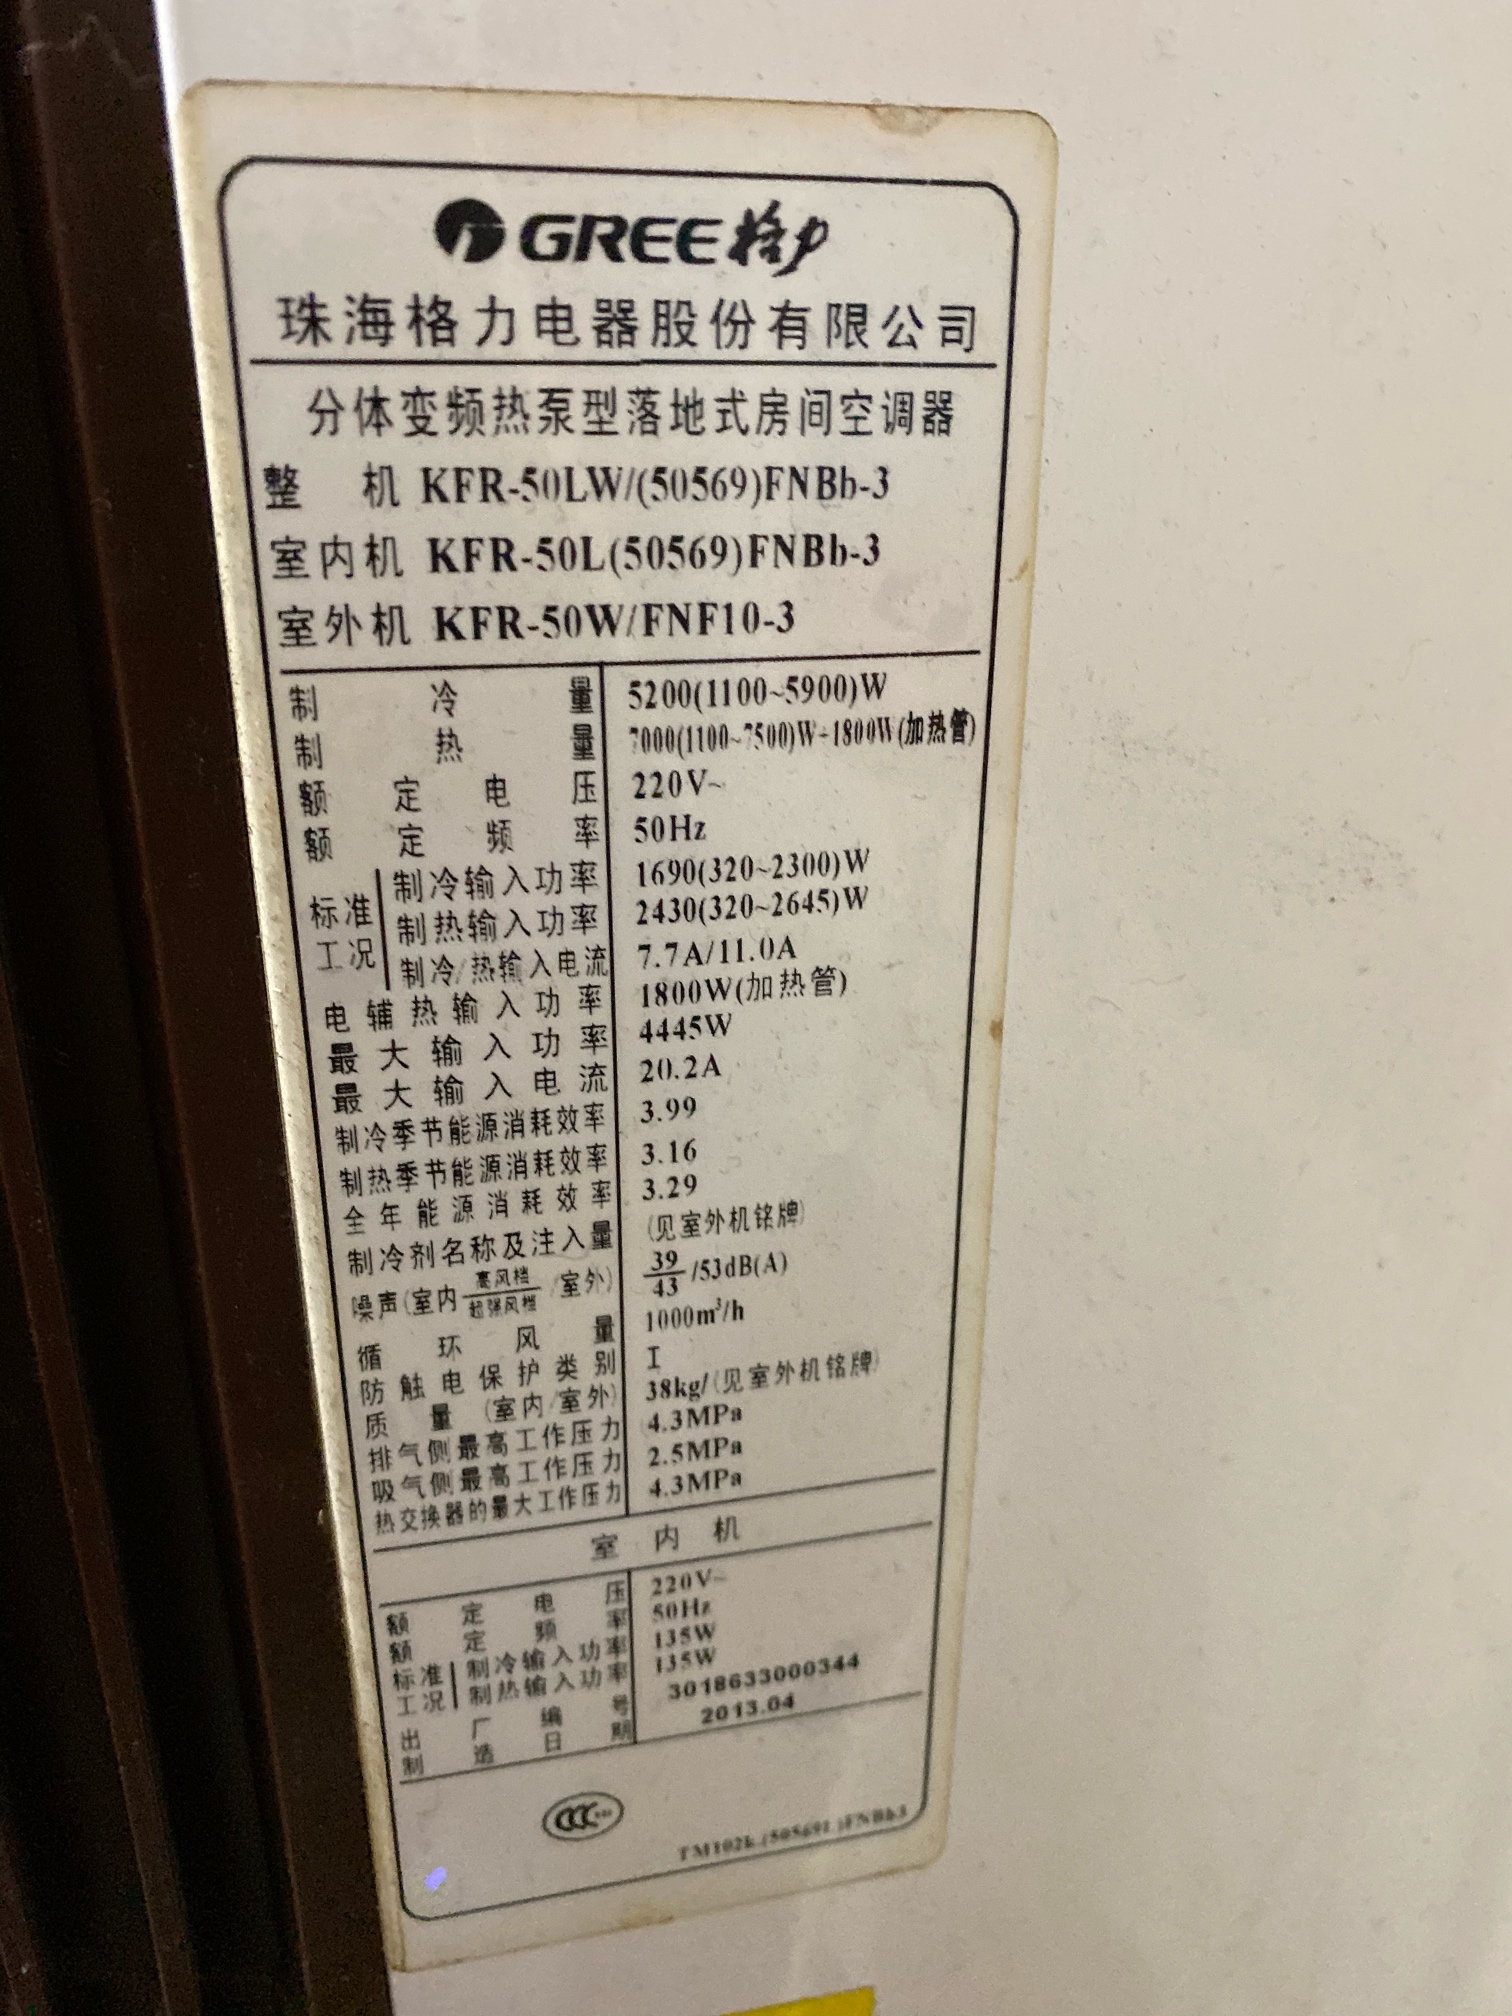 GREE格力
珠海格力电器股份有限公司
分体变频热泵型落地式房间空调器
整 机 KFR-50LW/(50569)FNBb-3
室内机 KFR-50L(50569)FNBb-3
室外机 KFR-50W/FNF10-3
制冷量 5200(1100~5900)W
制热量 7000(1100~7500)W+1800W(加热管)
额定电压 220V~
额定频率 50Hz
标准工况 制冷输入功率 1690(320~2300)W
制热输入功率 2430(320~2645)W
制冷/热输入电流 7.7A/11.0A
电辅热输入功率 1800W(加热管)
最大输入功率 4445W
最大输入电流 20.2A
制冷季节能源消耗效率 3.99
制热季节能源消耗效率 3.16
全年能源消耗效率 3.29
制冷剂名称及注入量 (见室外机铭牌)
噪声(室内 高风档/超强风档 /室外) 39/43 /53dB(A)
循环风量 1000m³/h
防触电保护类别 I
质量(室内/室外) 38kg/(见室外机铭牌)
排气侧最高工作压力 4.3MPa
吸气侧最高工作压力 2.5MPa
热交换器的最大工作压力 4.3MPa
室内机
额定电压 220V~
额定频率 50Hz
标准工况 制冷输入功率 135W
制热输入功率 135W
出厂编号 3018633000344
制造日期 2013.04
CCC